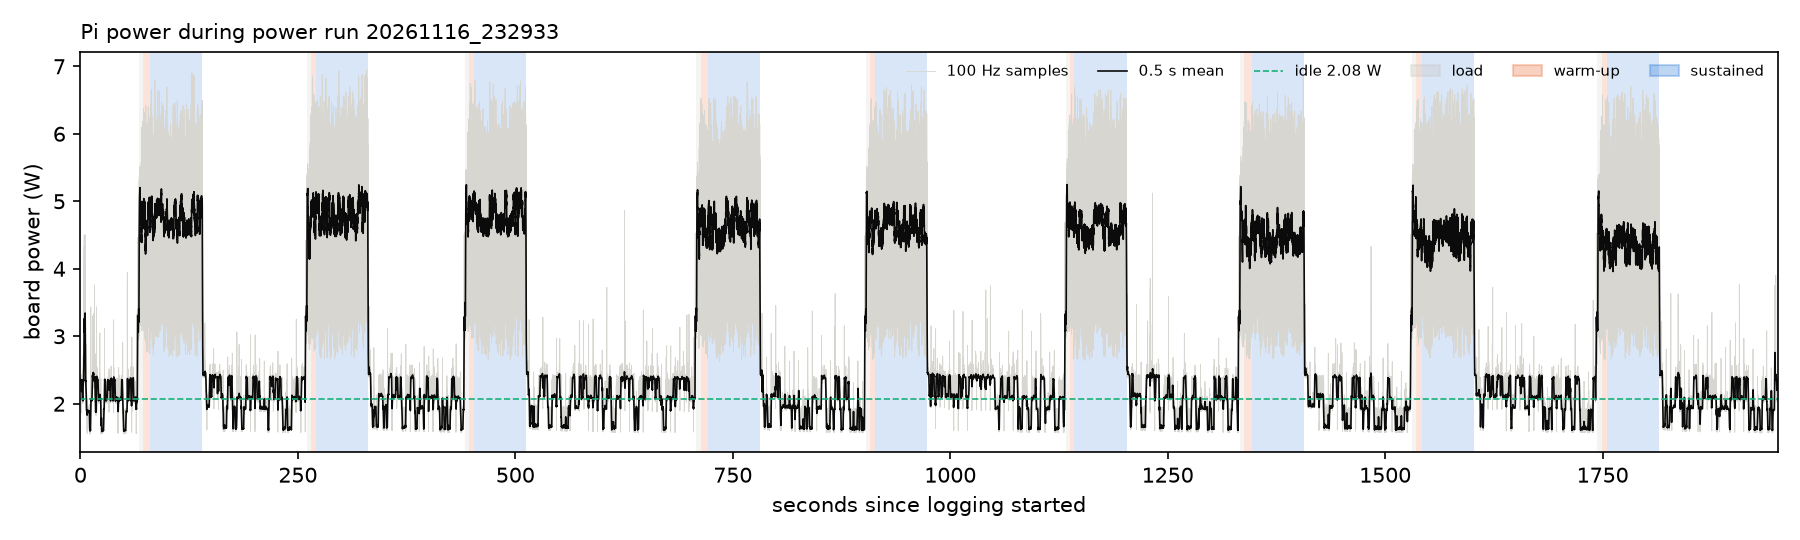 Pi power during power run 20261116_232933
100 Hz samples
0.5 s mean
idle 2.08 W
load
warm-up
sustained
board power (W)
7
6
5
4
3
2
0
250
500
750
1000
1250
1500
1750
seconds since logging started